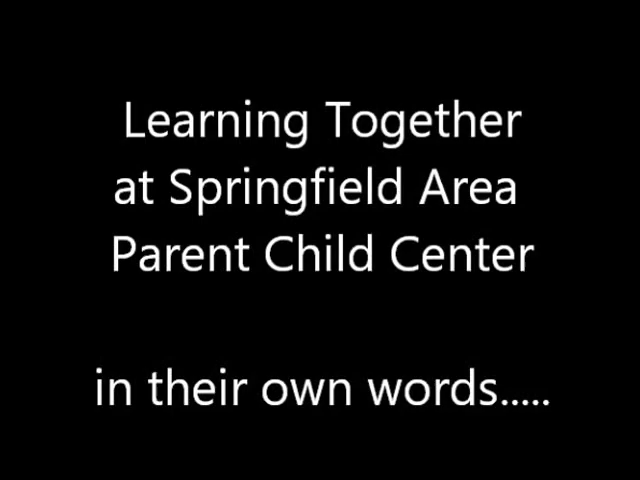 Learning Together
at Springfield Area
Parent Child Center
in their own words.....